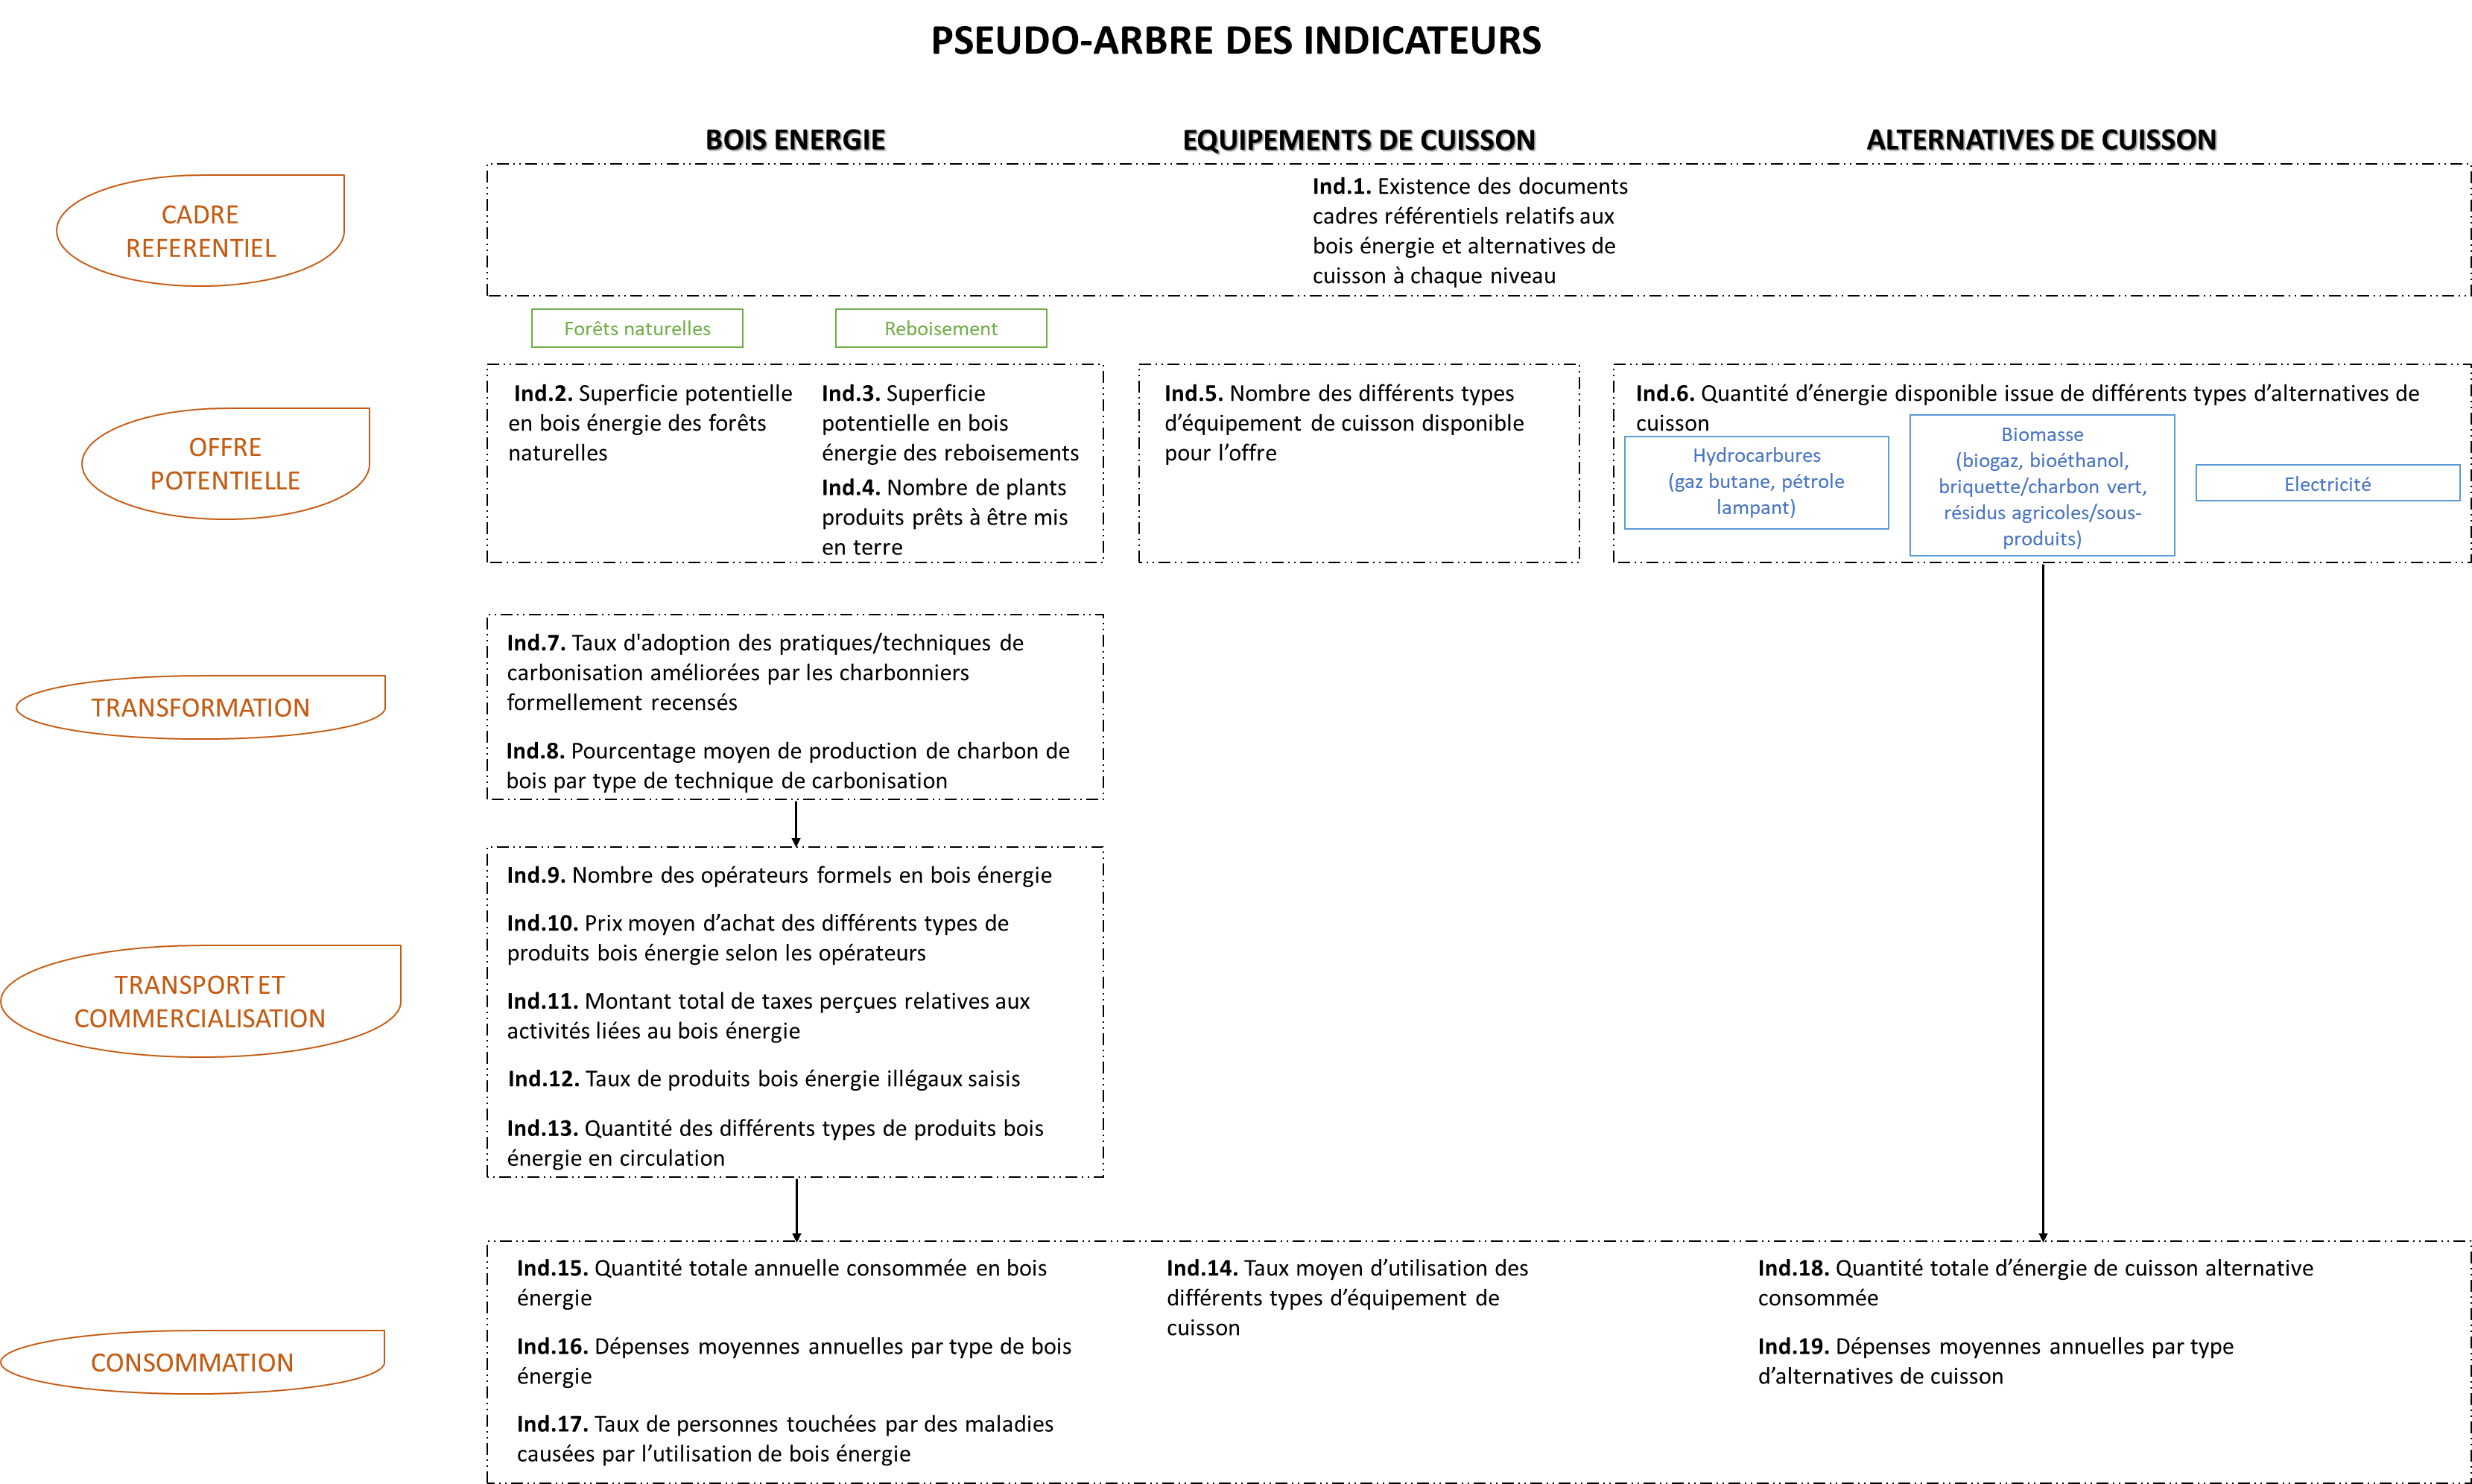 PSEUDO-ARBRE DES INDICATEURS
BOIS ENERGIE
EQUIPEMENTS DE CUISSON
ALTERNATIVES DE CUISSON
CADRE
REFERENTIEL
Ind.1. Existence des documents
cadres référentiels relatifs aux
bois énergie et alternatives de
cuisson à chaque niveau
Forêts naturelles
Reboisement
OFFRE
POTENTIELLE
Ind.2. Superficie potentielle
en bois énergie des forêts
naturelles
Ind.3. Superficie
potentielle en bois
énergie des reboisements
Ind.4. Nombre de plants
produits prêts à être mis
en terre
Ind.5. Nombre des différents types
d’équipement de cuisson disponible
pour l’offre
Ind.6. Quantité d’énergie disponible issue de différents types d’alternatives de
cuisson
Hydrocarbures
(gaz butane, pétrole
lampant)
Biomasse
(biogaz, bioéthanol,
briquette/charbon vert,
résidus agricoles/sous-
produits)
Electricité
TRANSFORMATION
Ind.7. Taux d'adoption des pratiques/techniques de
carbonisation améliorées par les charbonniers
formellement recensés
Ind.8. Pourcentage moyen de production de charbon de
bois par type de technique de carbonisation
TRANSPORT ET
COMMERCIALISATION
Ind.9. Nombre des opérateurs formels en bois énergie
Ind.10. Prix moyen d’achat des différents types de
produits bois énergie selon les opérateurs
Ind.11. Montant total de taxes perçues relatives aux
activités liées au bois énergie
Ind.12. Taux de produits bois énergie illégaux saisis
Ind.13. Quantité des différents types de produits bois
énergie en circulation
CONSOMMATION
Ind.15. Quantité totale annuelle consommée en bois
énergie
Ind.16. Dépenses moyennes annuelles par type de bois
énergie
Ind.17. Taux de personnes touchées par des maladies
causées par l’utilisation de bois énergie
Ind.14. Taux moyen d’utilisation des
différents types d’équipement de
cuisson
Ind.18. Quantité totale d’énergie de cuisson alternative
consommée
Ind.19. Dépenses moyennes annuelles par type
d’alternatives de cuisson